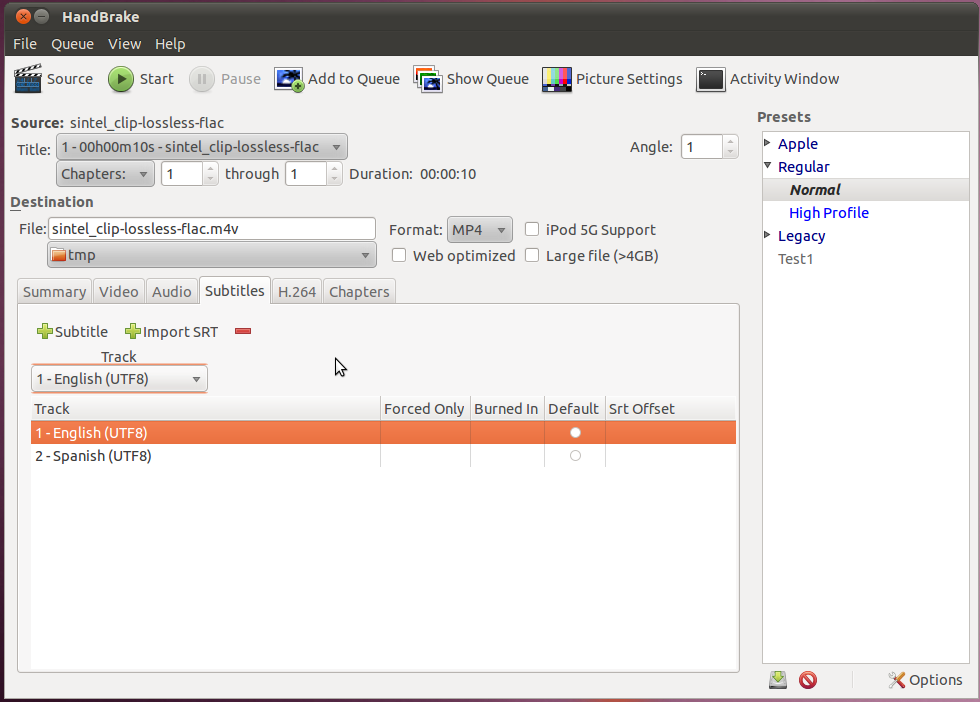 HandBrake
File Queue View Help
Source Start Pause Add to Queue Show Queue Picture Settings Activity Window
Source: sintel_clip-lossless-flac
Title: 1 - 00h00m10s - sintel_clip-lossless-flac Angle: 1
Chapters: 1 through 1 Duration: 00:00:10
Destination
File: sintel_clip-lossless-flac.m4v Format: MP4 iPod 5G Support
tmp Web optimized Large file (>4GB)
Summary Video Audio Subtitles H.264 Chapters
Subtitle Import SRT
Track
1 - English (UTF8)
Track Forced Only Burned In Default Srt Offset
1 - English (UTF8)
2 - Spanish (UTF8)
Presets
Apple
Regular
Normal
High Profile
Legacy
Test1
Options